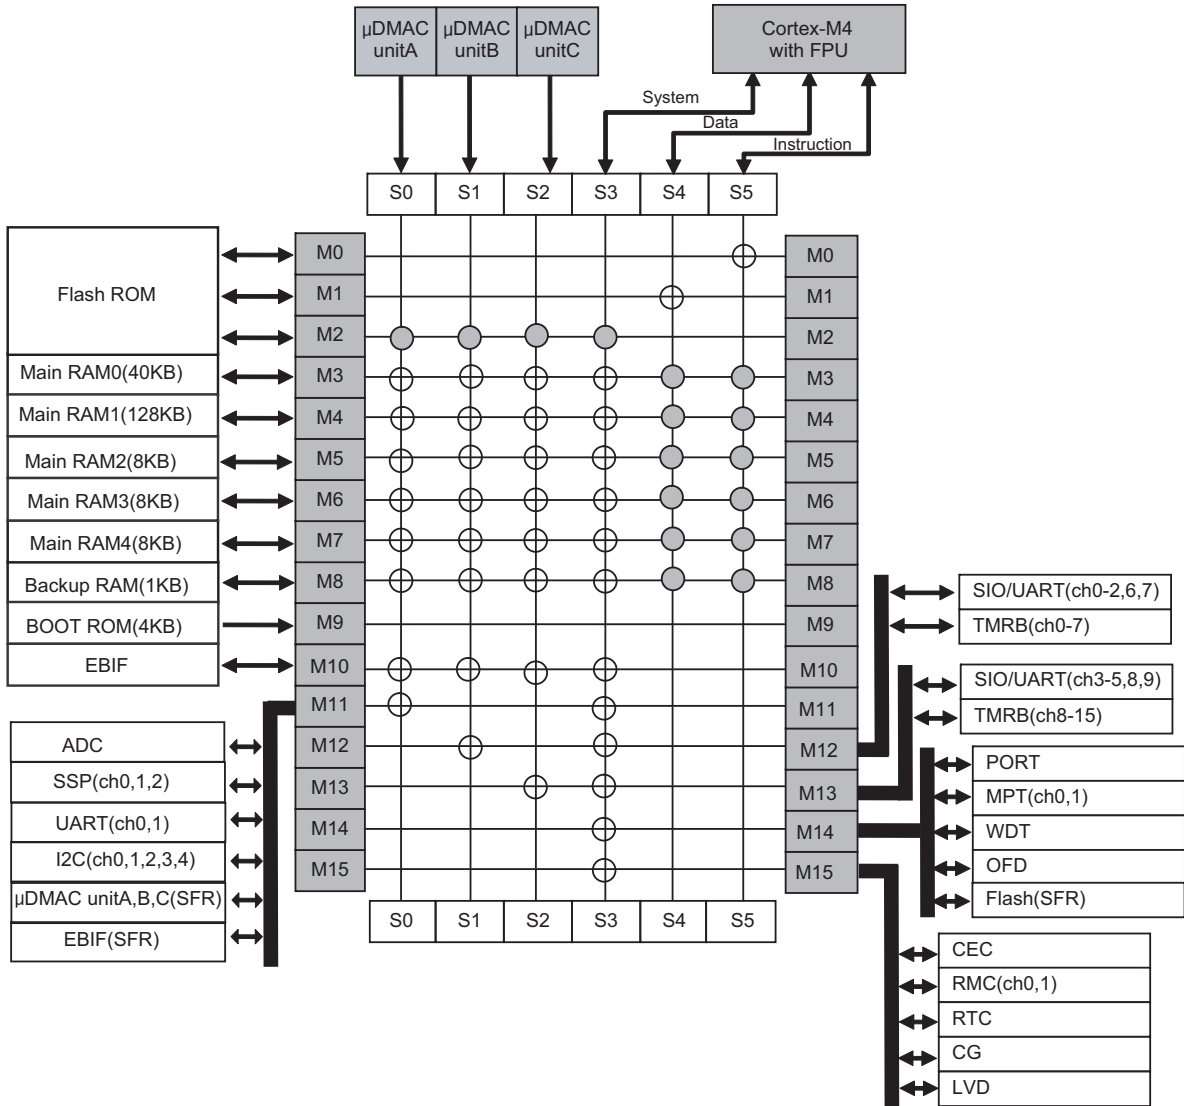 µDMAC
unitA
µDMAC
unitB
µDMAC
unitC
Cortex-M4
with FPU
System
Data
Instruction
S0
S1
S2
S3
S4
S5
Flash ROM
Main RAM0(40KB)
Main RAM1(128KB)
Main RAM2(8KB)
Main RAM3(8KB)
Main RAM4(8KB)
Backup RAM(1KB)
BOOT ROM(4KB)
EBIF
ADC
SSP(ch0,1,2)
UART(ch0,1)
I2C(ch0,1,2,3,4)
µDMAC unitA,B,C(SFR)
EBIF(SFR)
M0
M1
M2
M3
M4
M5
M6
M7
M8
M9
M10
M11
M12
M13
M14
M15
M0
M1
M2
M3
M4
M5
M6
M7
M8
M9
M10
M11
M12
M13
M14
M15
S0
S1
S2
S3
S4
S5
SIO/UART(ch0-2,6,7)
TMRB(ch0-7)
SIO/UART(ch3-5,8,9)
TMRB(ch8-15)
PORT
MPT(ch0,1)
WDT
OFD
Flash(SFR)
CEC
RMC(ch0,1)
RTC
CG
LVD